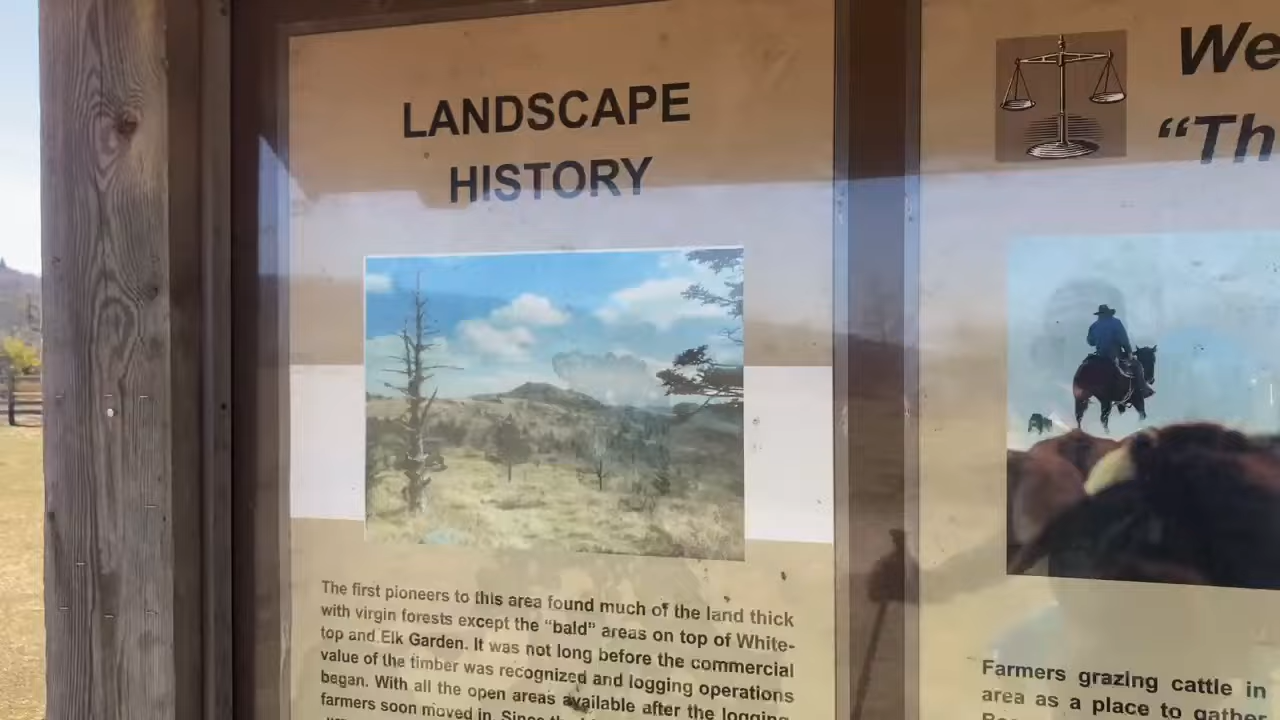 LANDSCAPE
HISTORY
The first pioneers to this area found much of the land thick
with virgin forests except the “bald” areas on top of White-
top and Elk Garden. It was not long before the commercial
value of the timber was recognized and logging operations
began. With all the open areas available after the logging
farmers soon moved in. Since
We
“Th
Farmers grazing cattle in
area as a place to gather